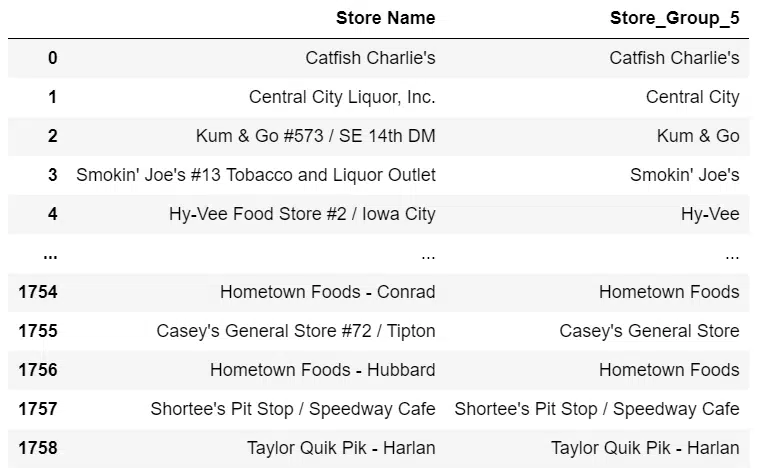 Store Name Store_Group_5
0 Catfish Charlie's Catfish Charlie's
1 Central City Liquor, Inc. Central City
2 Kum & Go #573 / SE 14th DM Kum & Go
3 Smokin' Joe's #13 Tobacco and Liquor Outlet Smokin' Joe's
4 Hy-Vee Food Store #2 / Iowa City Hy-Vee
... ... ...
1754 Hometown Foods - Conrad Hometown Foods
1755 Casey's General Store #72 / Tipton Casey's General Store
1756 Hometown Foods - Hubbard Hometown Foods
1757 Shortee's Pit Stop / Speedway Cafe Shortee's Pit Stop / Speedway Cafe
1758 Taylor Quik Pik - Harlan Taylor Quik Pik - Harlan